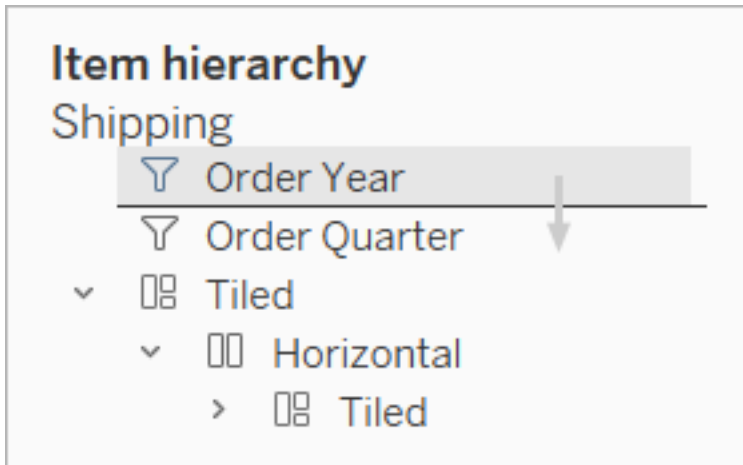 Item hierarchy
Shipping
Order Year
Order Quarter
Tiled
Horizontal
Tiled